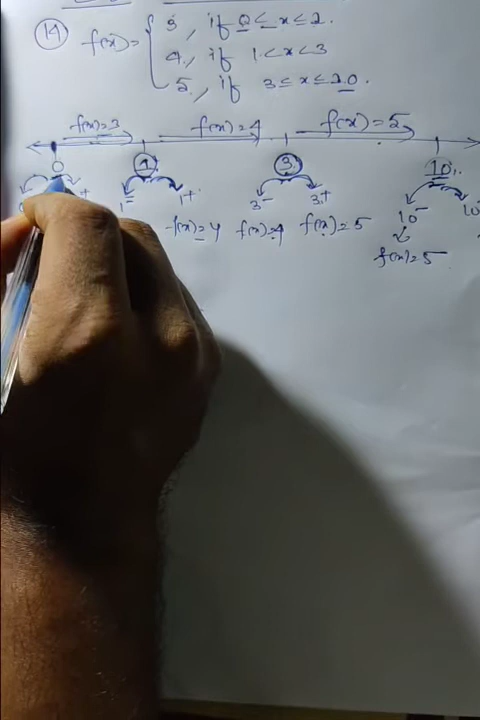 14 f(x) = { 3, if 0 ≤ x ≤ 1.
4, if 1 < x < 3
5, if 3 ≤ x ≤ 10.
f(x)=3 f(x)=4 f(x)=5
0 1 3 10
1- 1+ 3- 3+ 10- 10
f(x)=4 f(x)=4 f(x)=5
f(x)=5